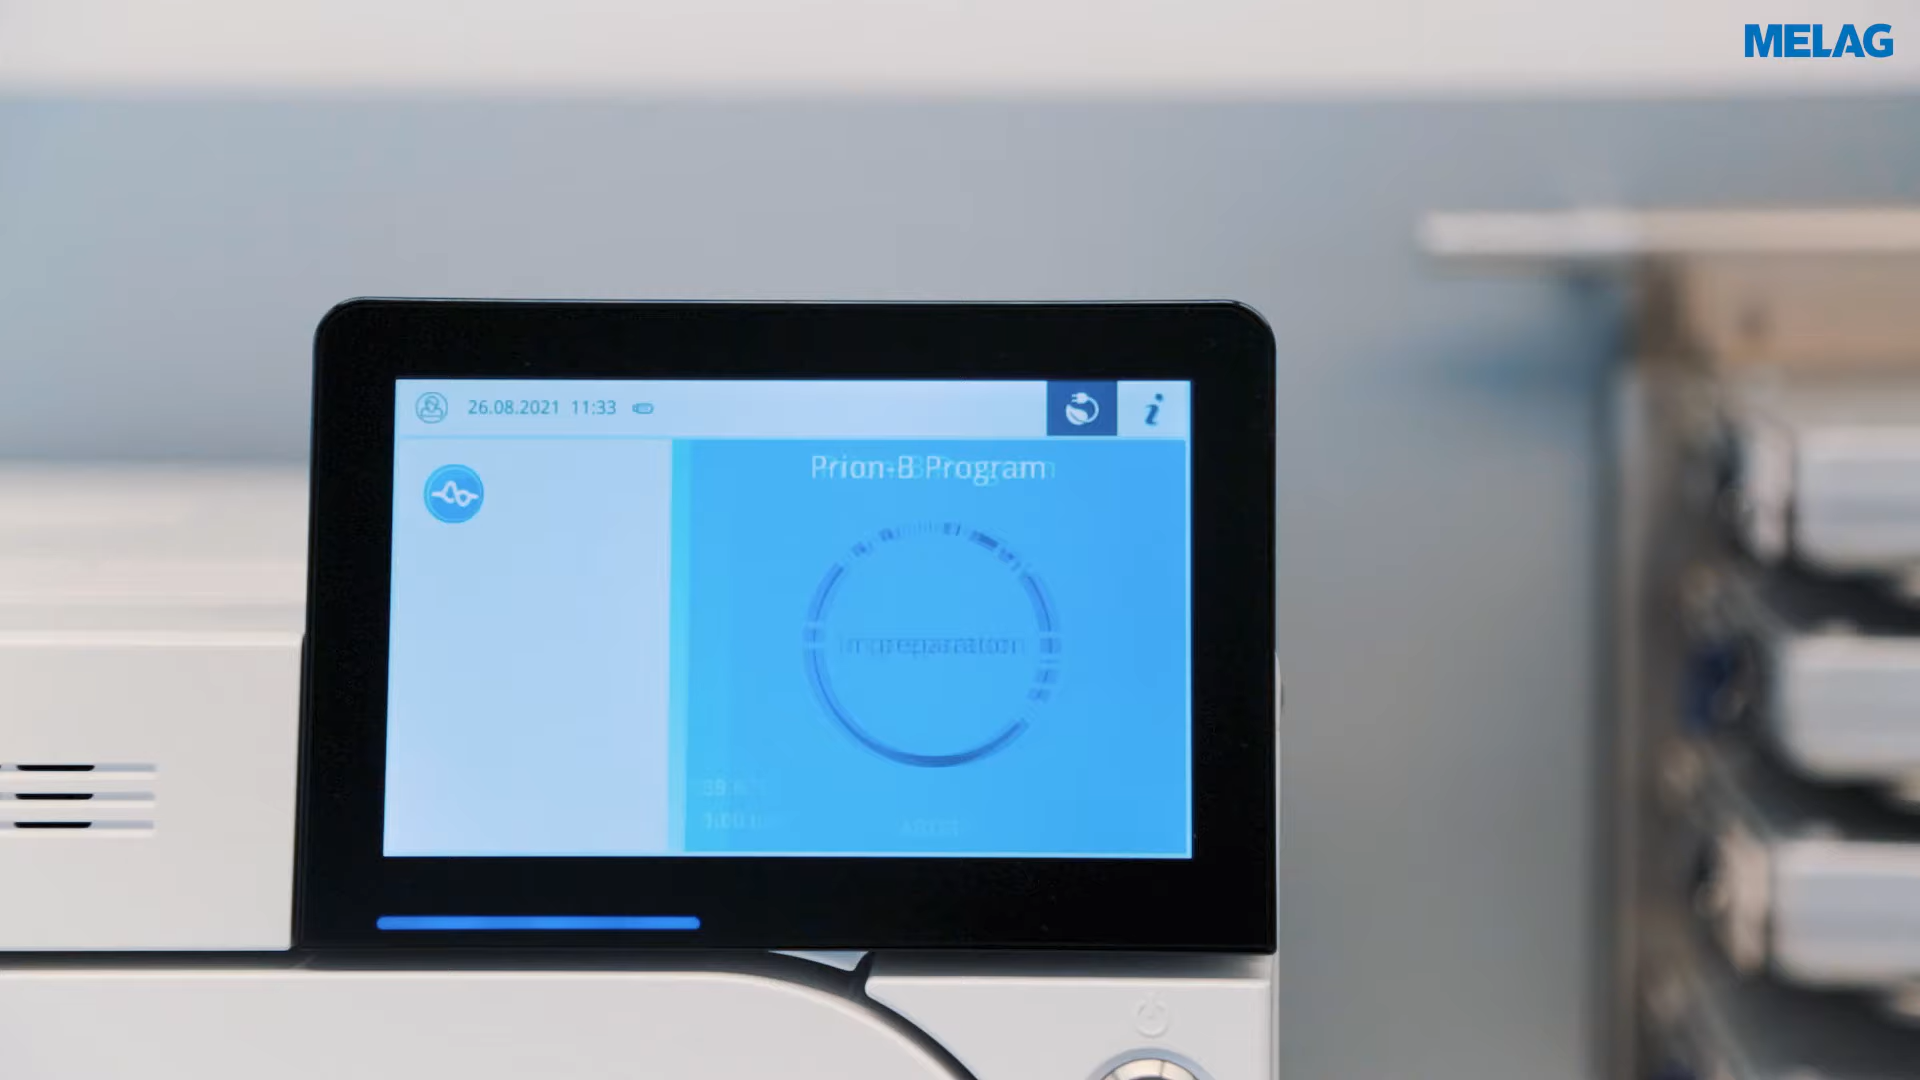 MELAG
26.08.2021 11:33
i
Prion-B Program
In preparation